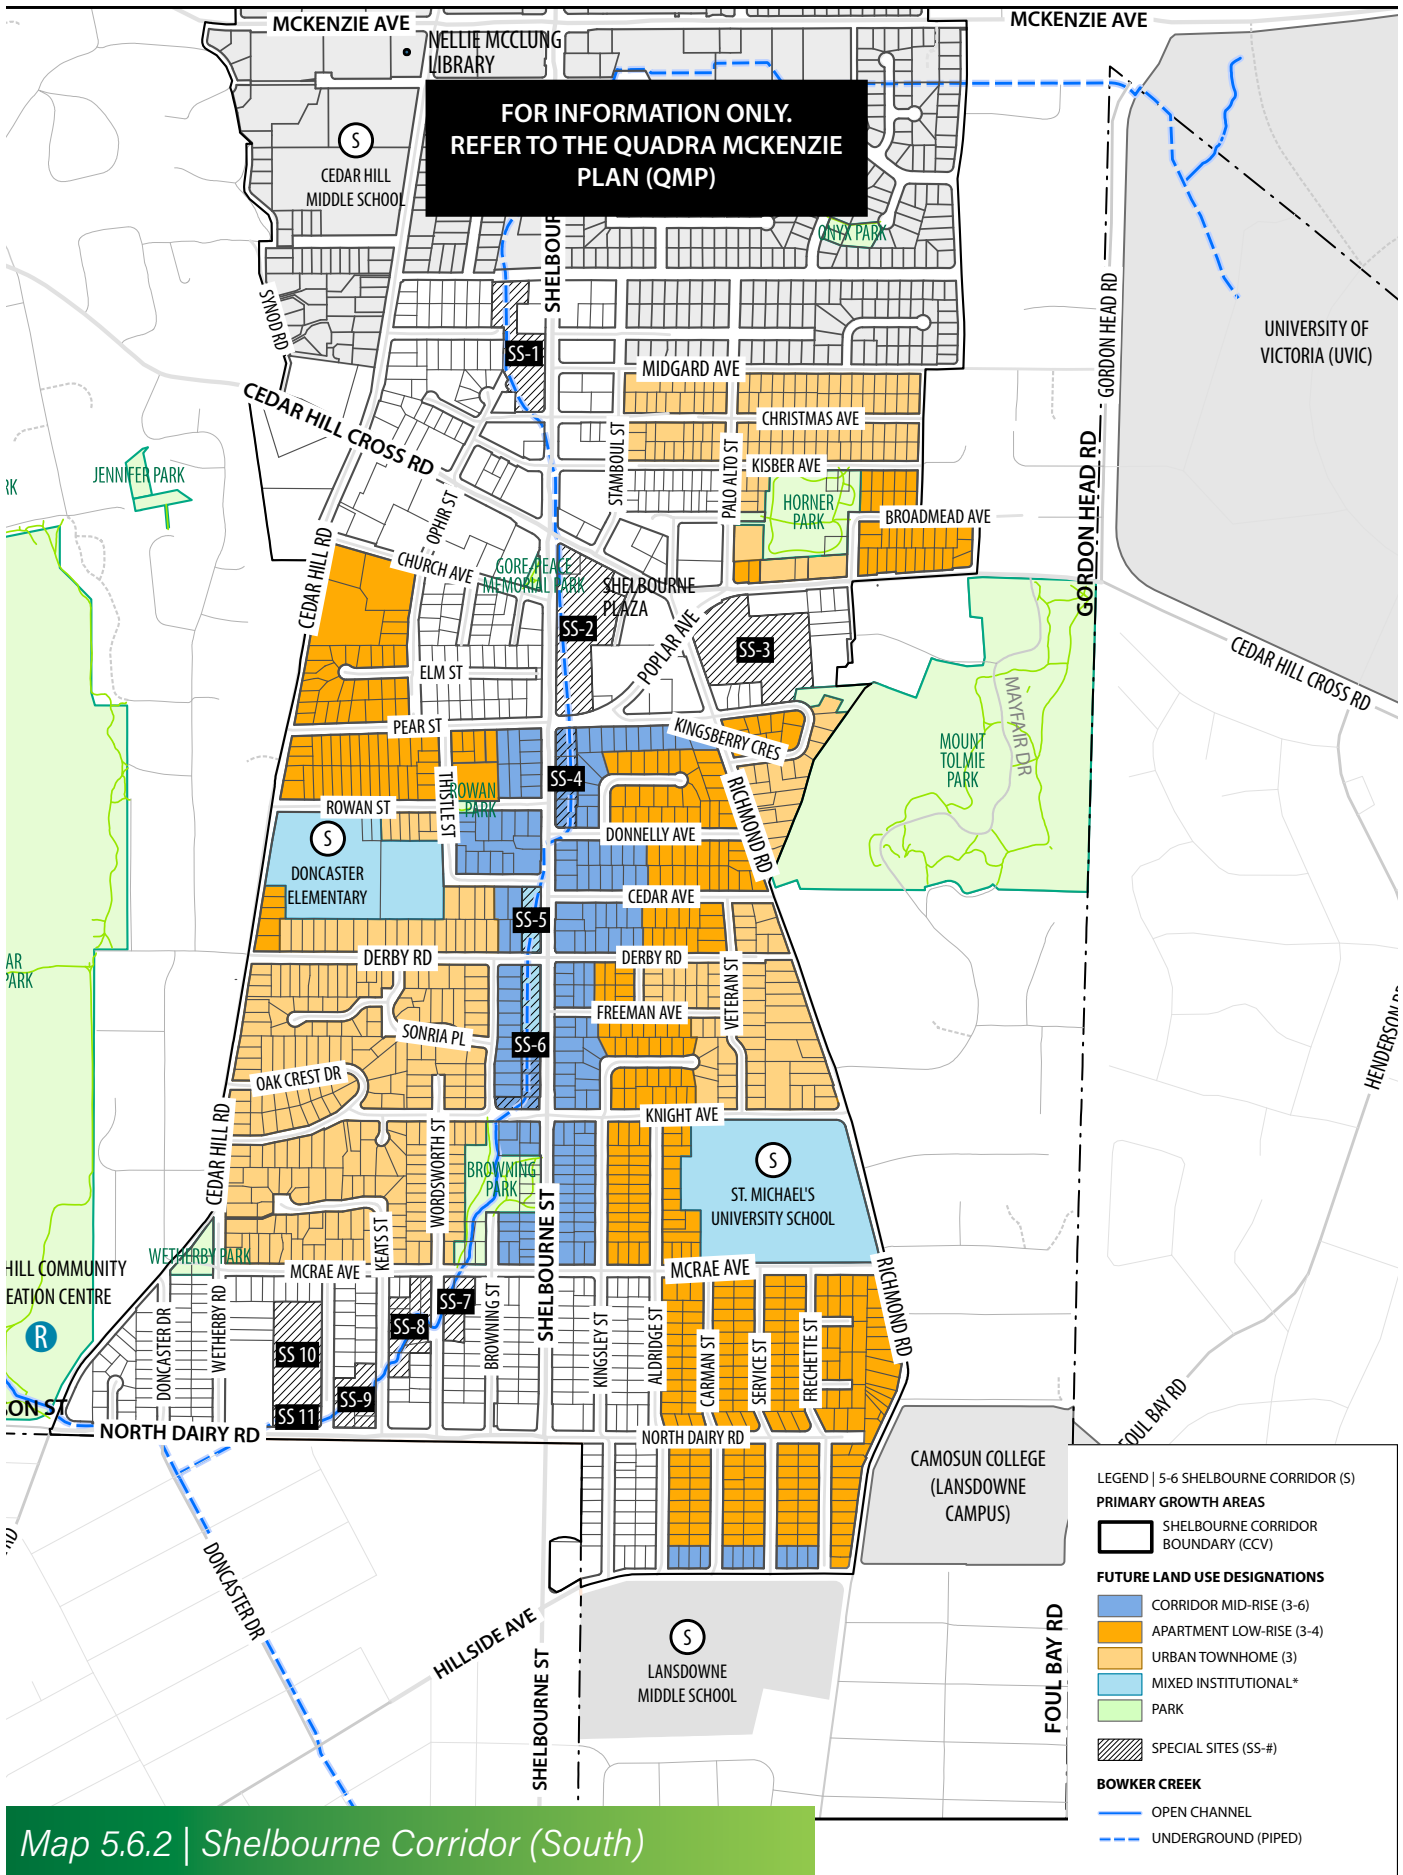 MCKENZIE AVE
MCKENZIE AVE
NELLIE MCCLUNG
LIBRARY
FOR INFORMATION ONLY.
REFER TO THE QUADRA MCKENZIE
PLAN (QMP)
S
CEDAR HILL
MIDDLE SCHOOL
ONYX PARK
SHELBOUR
SYNOD RD
GORDON HEAD RD
UNIVERSITY OF
VICTORIA (UVIC)
SS-1
MIDGARD AVE
CEDAR HILL CROSS RD
CHRISTMAS AVE
STAMBOUL ST
PALO ALTO ST
KISBER AVE
JENNIFER PARK
RK
HORNER
PARK
OPHIR ST
BROADMEAD AVE
GORDON HEAD RD
CEDAR HILL RD
CHURCH AVE
GORE-PEACE
MEMORIAL PARK
SHELBOURNE
PLAZA
SS-2
POPLAR AVE
SS-3
CEDAR HILL CROSS RD
ELM ST
MAYFAIR DR
PEAR ST
KINGSBERRY CRES
MOUNT
TOLMIE
PARK
SS-4
THISTLE ST
ROWAN
PARK
ROWAN ST
RICHMOND RD
DONNELLY AVE
S
DONCASTER
ELEMENTARY
CEDAR AVE
SS-5
DERBY RD
DERBY RD
AR
PARK
VETERAN ST
FREEMAN AVE
SONRIA PL
SS-6
HENDERSON RD
OAK CREST DR
KNIGHT AVE
CEDAR HILL RD
WORDSWORTH ST
BROWNING
PARK
S
ST. MICHAEL'S
UNIVERSITY SCHOOL
SHELBOURNE ST
KEATS ST
WETHERBY PARK
MCRAE AVE
MCRAE AVE
HILL COMMUNITY
EATION CENTRE
R
RICHMOND RD
DONCASTER DR
WETHERBY RD
SS-7
SS-8
BROWNING ST
KINGSLEY ST
ALDRIDGE ST
CARMAN ST
SERVICE ST
FRECHETTE ST
SS 10
SS-9
SS 11
ON ST
NORTH DAIRY RD
NORTH DAIRY RD
FOUL BAY RD
CAMOSUN COLLEGE
(LANSDOWNE
CAMPUS)
RD
DONCASTER DR
HILLSIDE AVE
SHELBOURNE ST
S
LANSDOWNE
MIDDLE SCHOOL
FOUL BAY RD
LEGEND | 5-6 SHELBOURNE CORRIDOR (S)
PRIMARY GROWTH AREAS
SHELBOURNE CORRIDOR
BOUNDARY (CCV)
FUTURE LAND USE DESIGNATIONS
CORRIDOR MID-RISE (3-6)
APARTMENT LOW-RISE (3-4)
URBAN TOWNHOME (3)
MIXED INSTITUTIONAL*
PARK
SPECIAL SITES (SS-#)
BOWKER CREEK
OPEN CHANNEL
UNDERGROUND (PIPED)
Map 5.6.2 | Shelbourne Corridor (South)